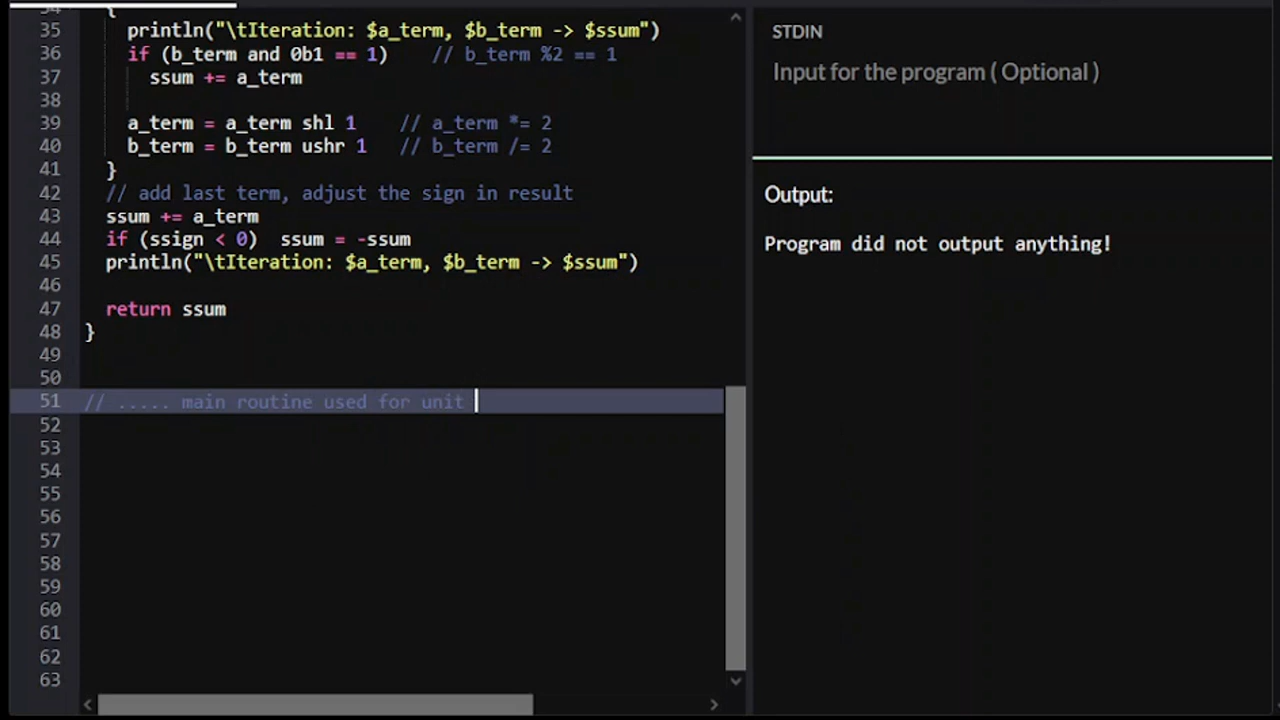 34 {
35 println("\tIteration: $a_term, $b_term -> $ssum")
36 if (b_term and 0b1 == 1) // b_term %2 == 1
37 ssum += a_term
38
39 a_term = a_term shl 1 // a_term *= 2
40 b_term = b_term ushr 1 // b_term /= 2
41 }
42 // add last term, adjust the sign in result
43 ssum += a_term
44 if (ssign < 0) ssum = -ssum
45 println("\tIteration: $a_term, $b_term -> $ssum")
46
47 return ssum
48 }
49
50
51 // ..... main routine used for unit
52
53
54
55
56
57
58
59
60
61
62
63
STDIN
Input for the program ( Optional )
Output:
Program did not output anything!